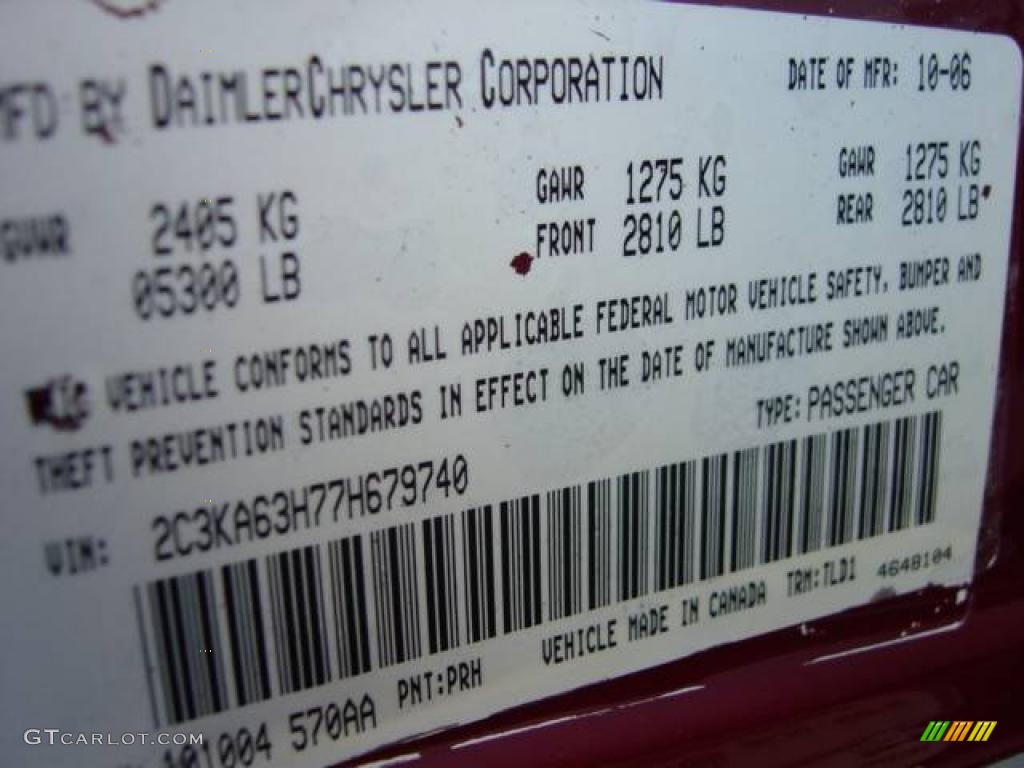 MFD BY DAIMLERCHRYSLER CORPORATION DATE OF MFR: 10-06
GVWR 2405 KG GAWR 1275 KG GAWR 1275 KG
05300 LB FRONT 2810 LB REAR 2810 LB
VEHICLE CONFORMS TO ALL APPLICABLE FEDERAL MOTOR VEHICLE SAFETY, BUMPER AND
THEFT PREVENTION STANDARDS IN EFFECT ON THE DATE OF MANUFACTURE SHOWN ABOVE.
VIN: 2C3KA63H77H679740 TYPE: PASSENGER CAR
101004 570AA PNT:PRH VEHICLE MADE IN CANADA TRM:TLD1 4648104
GTCARLOT.COM